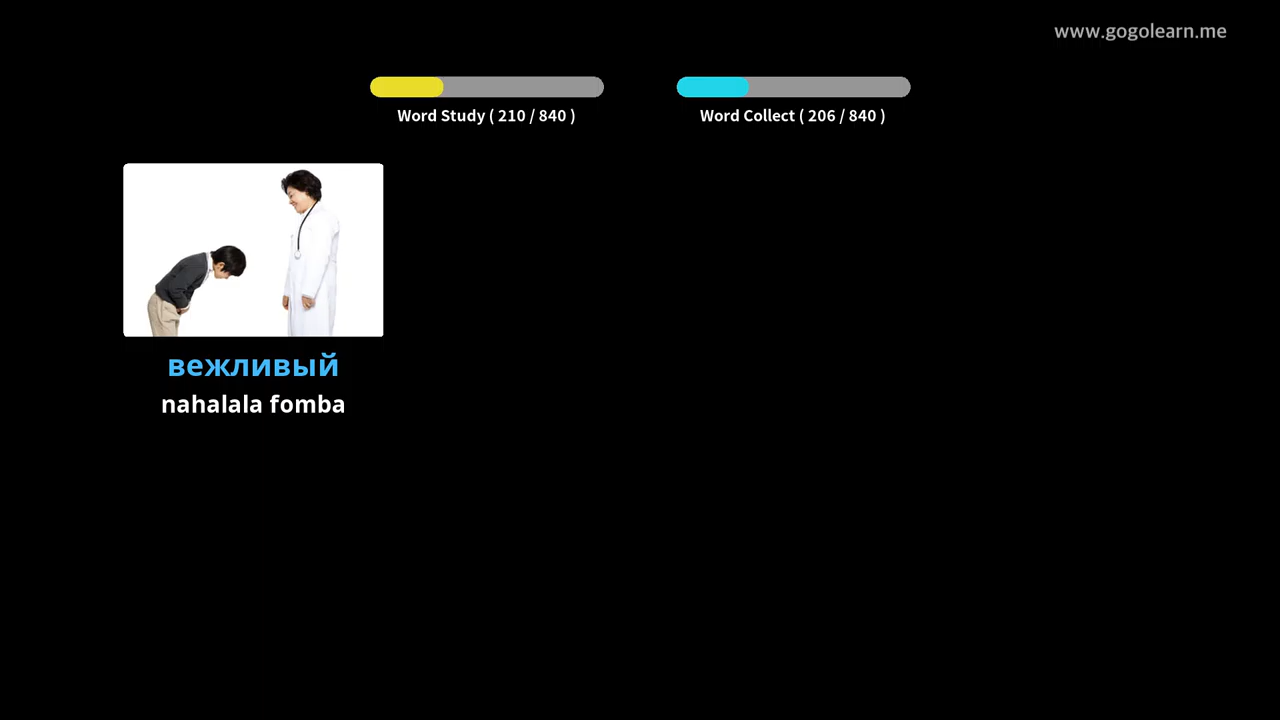 www.gogolearn.me
Word Study ( 210 / 840 )
Word Collect ( 206 / 840 )
вежливый
nahalala fomba